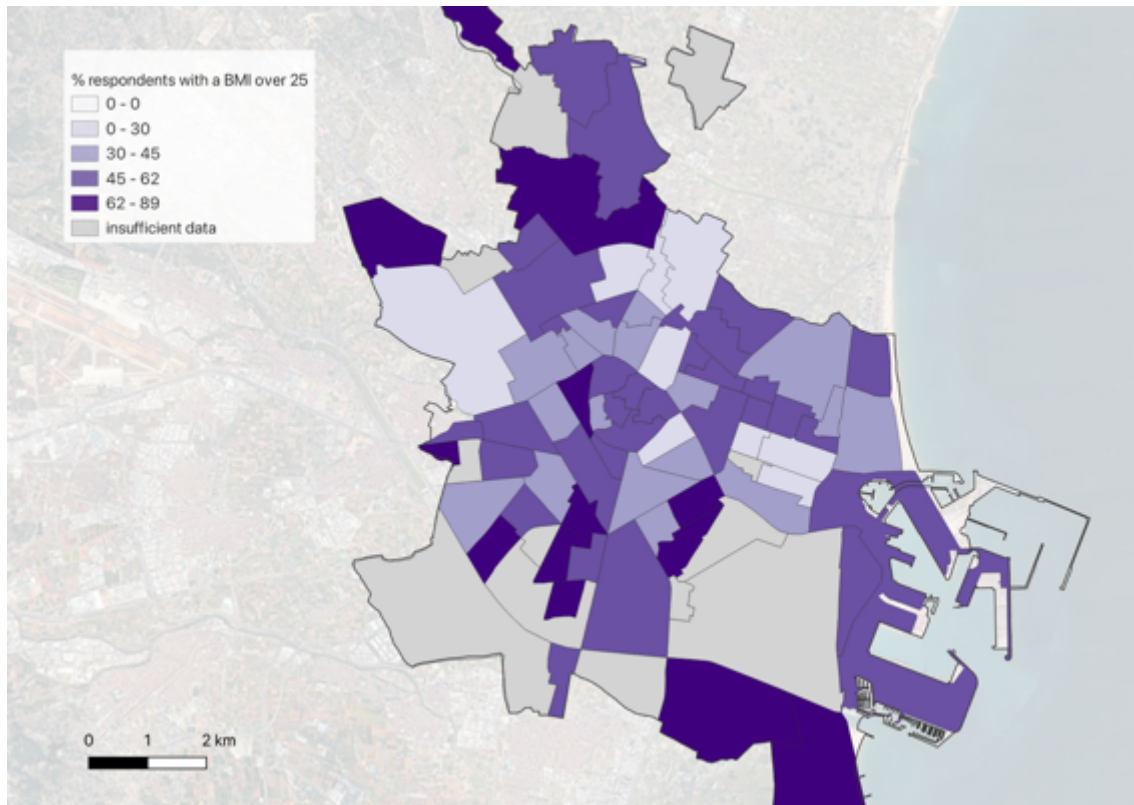 % respondents with a BMI over 25
0 - 0
0 - 30
30 - 45
45 - 62
62 - 89
insufficient data
0 1 2 km